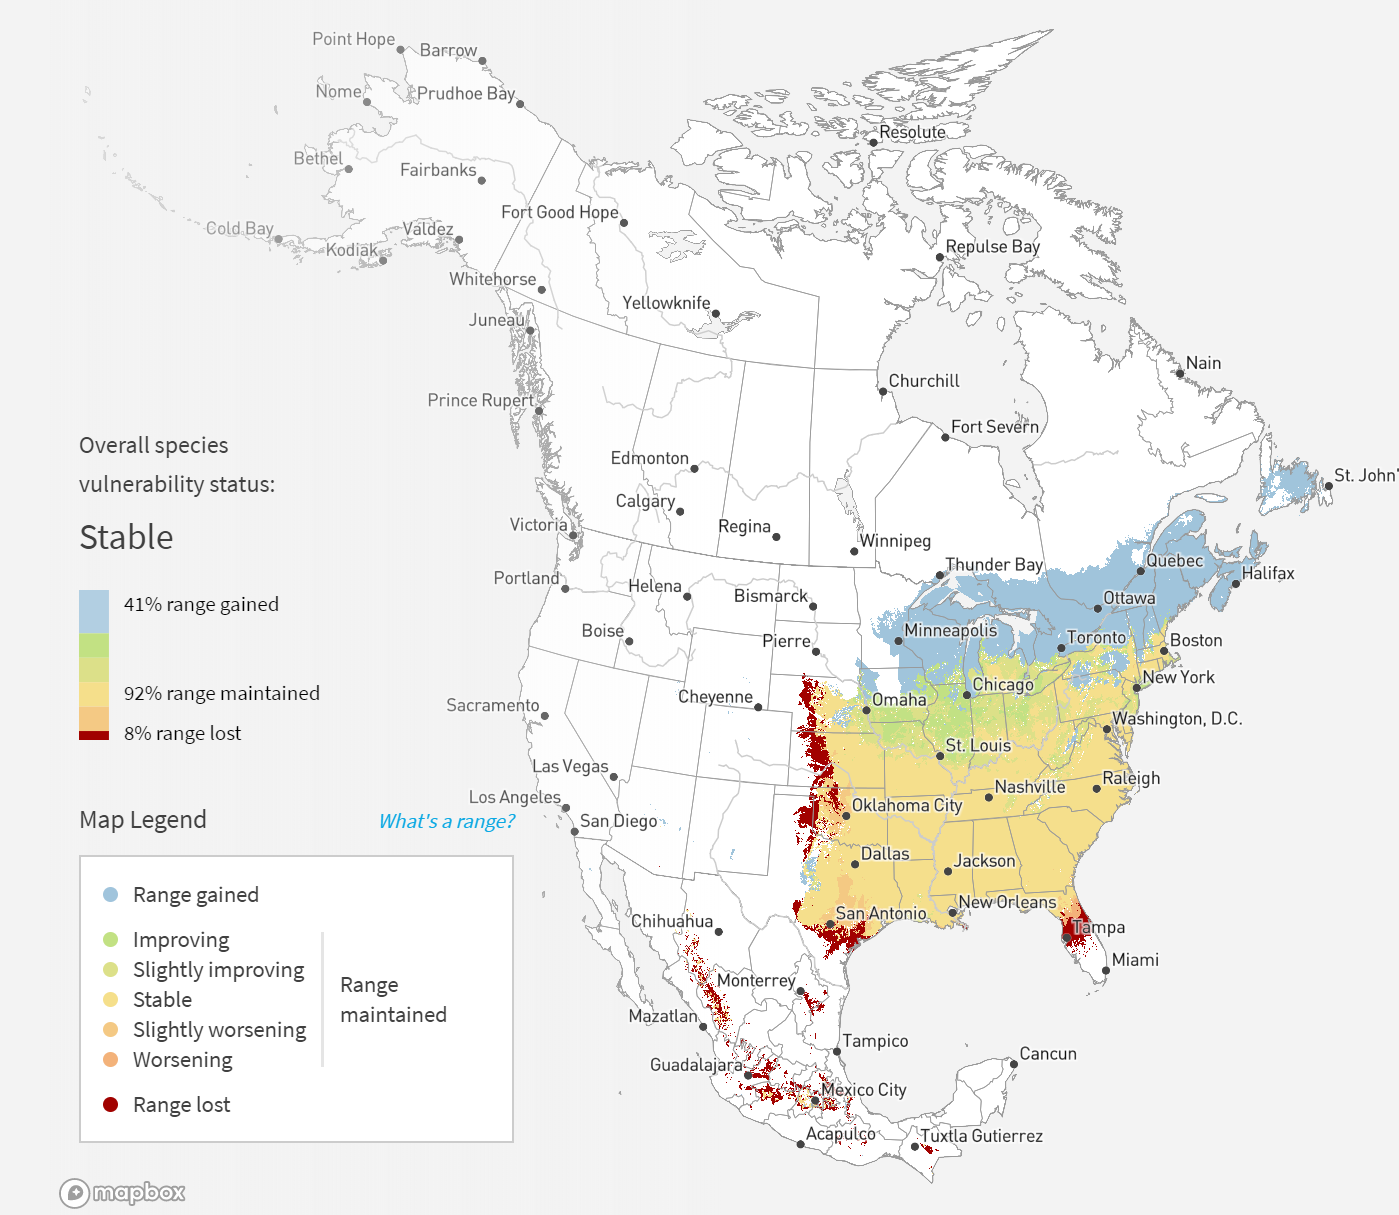 Point Hope
Barrow
Nome
Prudhoe Bay
Resolute
Bethel
Fairbanks
Fort Good Hope
Cold Bay
Valdez
Kodiak
Repulse Bay
Whitehorse
Yellowknife
Juneau
Nain
Churchill
Prince Rupert
Fort Severn
Overall species
vulnerability status:
Stable
41% range gained
92% range maintained
8% range lost
Edmonton
St. John'
Calgary
Victoria
Regina
Winnipeg
Quebec
Thunder Bay
Halifax
Portland
Helena
Bismarck
Ottawa
Boise
Pierre
Minneapolis
Toronto
Boston
Cheyenne
Chicago
New York
Sacramento
Omaha
Washington, D.C.
St. Louis
Las Vegas
Nashville
Raleigh
Los Angeles
Oklahoma City
San Diego
Dallas
Jackson
San Antonio
New Orleans
Chihuahua
Tampa
Miami
Monterrey
Mazatlan
Tampico
Cancun
Guadalajara
Mexico City
Acapulco
Tuxtla Gutierrez
Map Legend
What's a range?
Range gained
Improving
Slightly improving
Stable
Slightly worsening
Worsening
Range
maintained
Range lost
mapbox